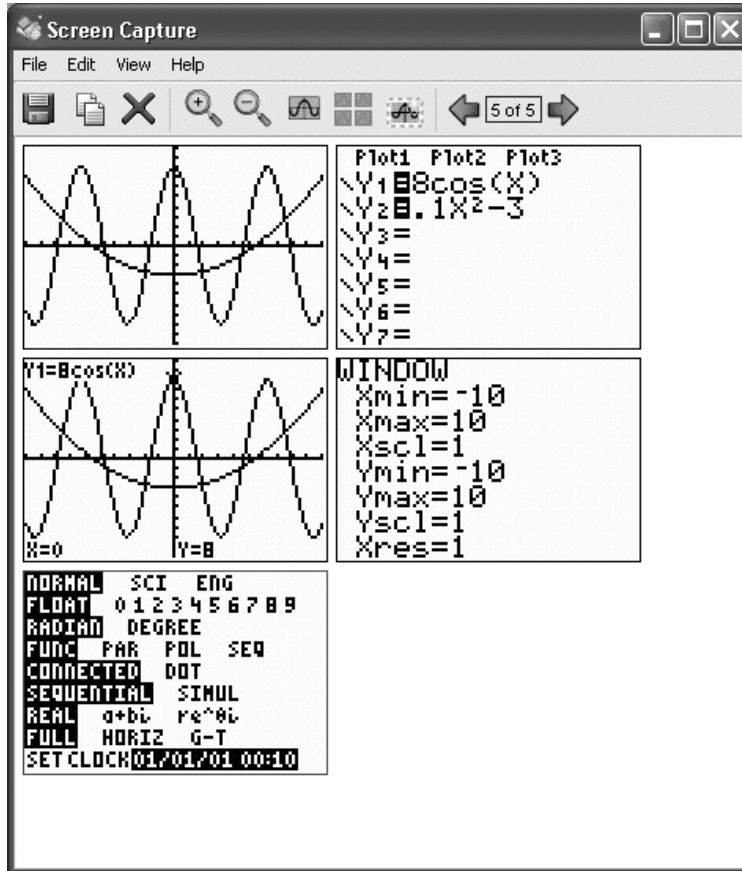 Screen Capture
File Edit View Help
5 of 5
Plot1 Plot2 Plot3
\Y1=8cos(X)
\Y2=.1X²-3
\Y3=
\Y4=
\Y5=
\Y6=
\Y7=
Y1=8cos(X)
X=0 Y=8
WINDOW
Xmin=-10
Xmax=10
Xscl=1
Ymin=-10
Ymax=10
Yscl=1
Xres=1
NORMAL SCI ENG
FLOAT 0 1 2 3 4 5 6 7 8 9
RADIAN DEGREE
FUNC PAR POL SEQ
CONNECTED DOT
SEQUENTIAL SIMUL
REAL a+bi re^θi
FULL HORIZ G-T
SET CLOCK 01/01/01 00:10